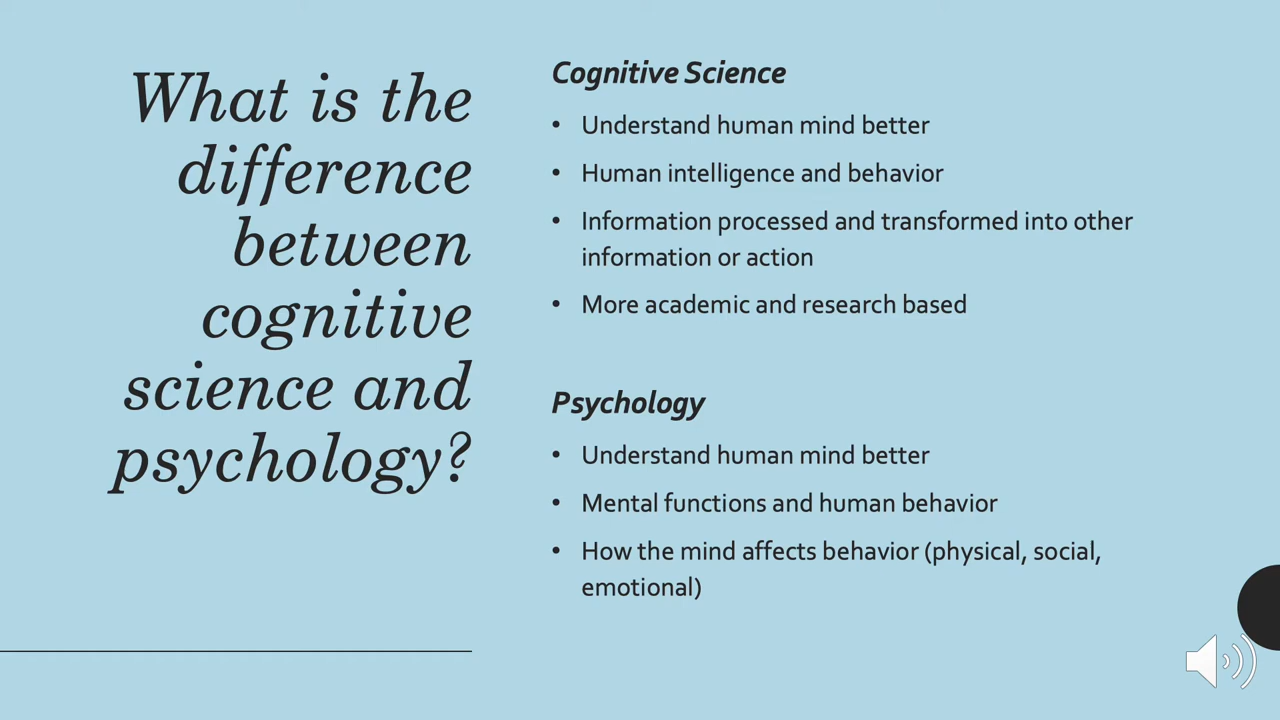 What is the
difference
between
cognitive
science and
psychology?
Cognitive Science
• Understand human mind better
• Human intelligence and behavior
• Information processed and transformed into other
information or action
• More academic and research based
Psychology
• Understand human mind better
• Mental functions and human behavior
• How the mind affects behavior (physical, social,
emotional)